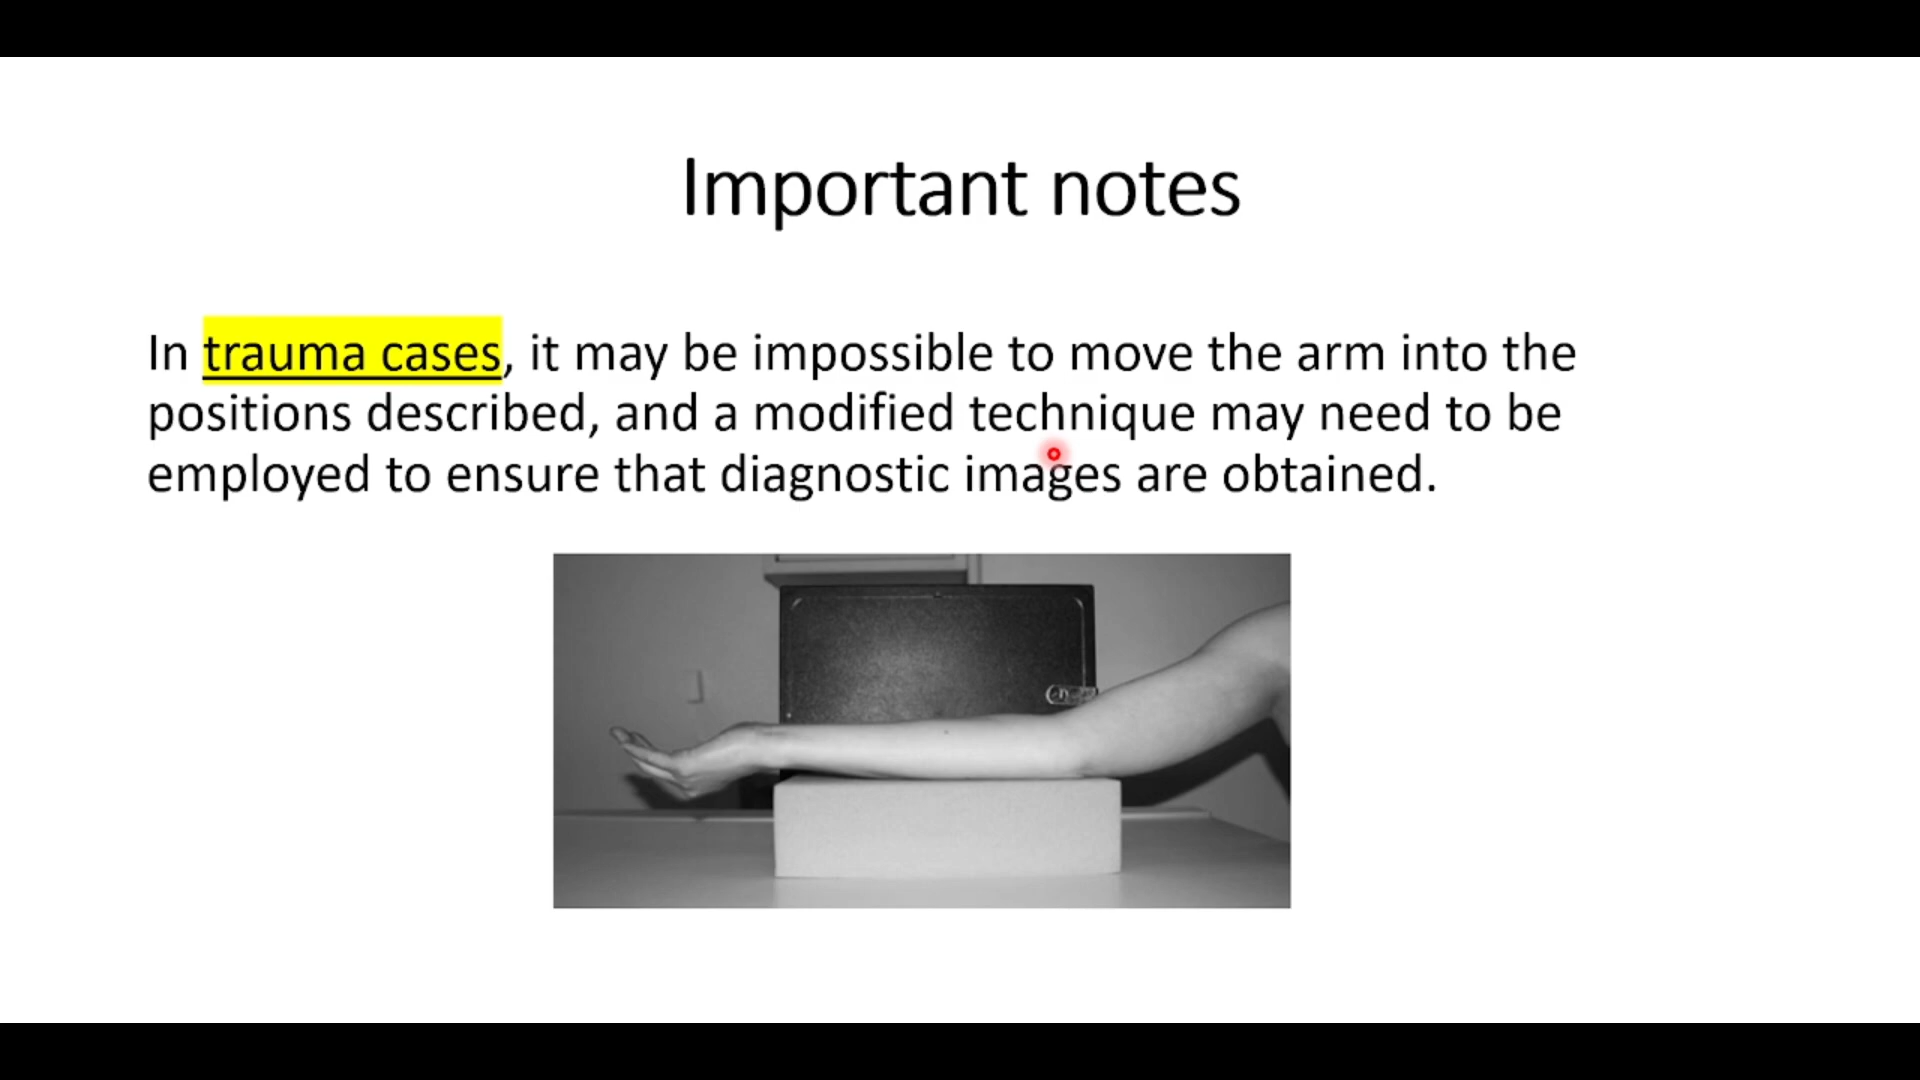 Important notes
In trauma cases, it may be impossible to move the arm into the
positions described, and a modified technique may need to be
employed to ensure that diagnostic images are obtained.